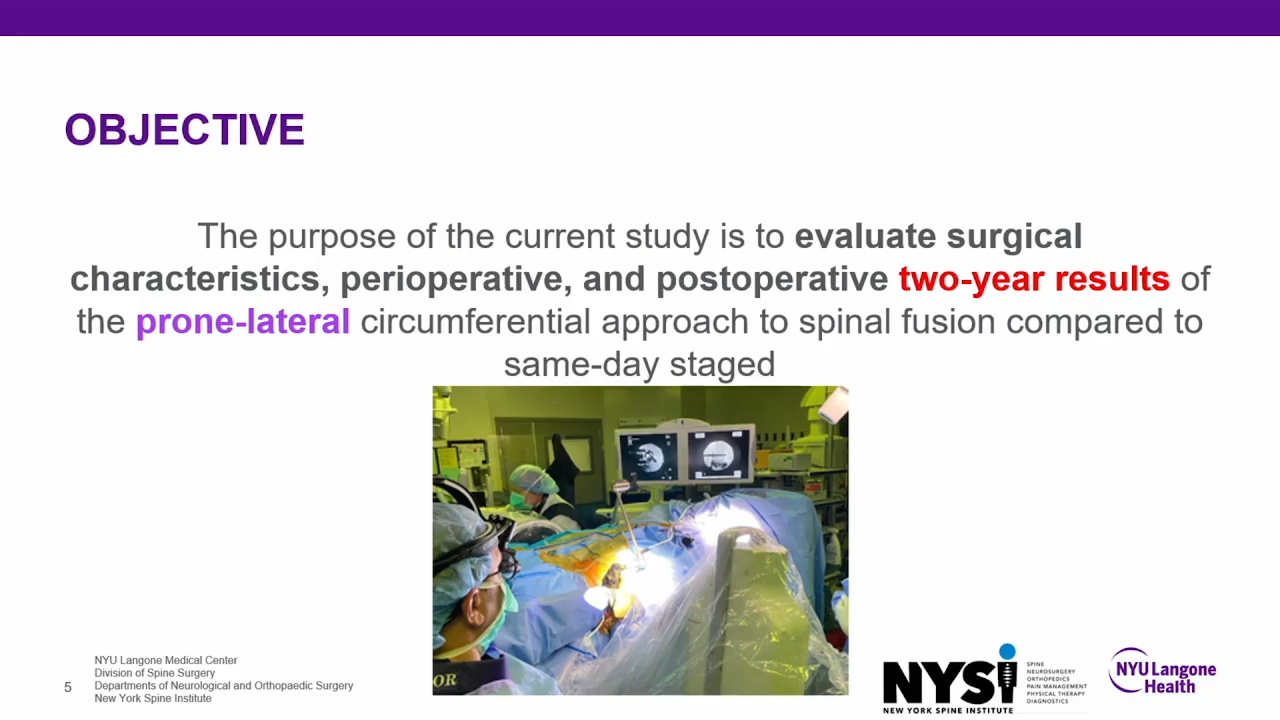 OBJECTIVE
The purpose of the current study is to evaluate surgical
characteristics, perioperative, and postoperative two-year results of
the prone-lateral circumferential approach to spinal fusion compared to
same-day staged
OR
5
NYU Langone Medical Center
Division of Spine Surgery
Departments of Neurological and Orthopaedic Surgery
New York Spine Institute
NYSi
NEW YORK SPINE INSTITUTE
SPINE
NEUROSURGERY
ORTHOPEDICS
PAIN MANAGEMENT
PHYSICAL THERAPY
DIAGNOSTICS
NYU Langone
Health